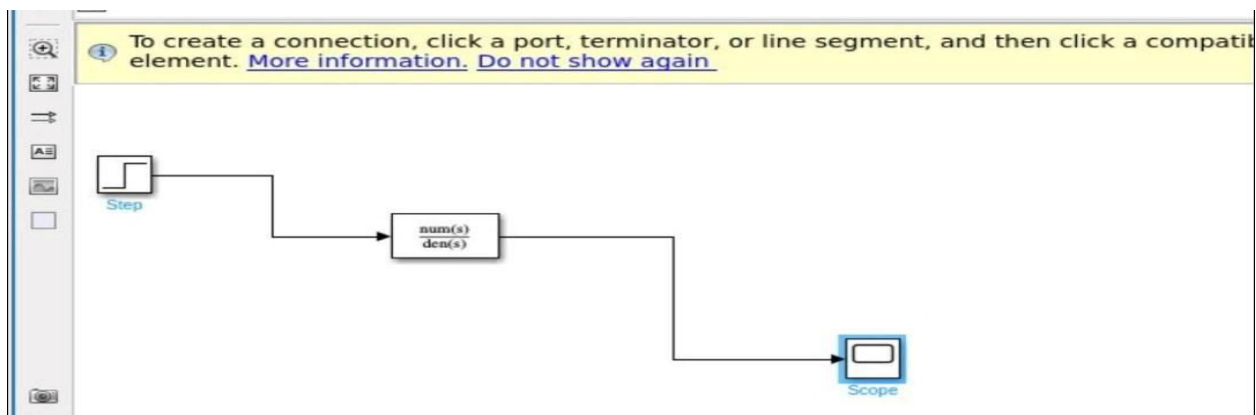 To create a connection, click a port, terminator, or line segment, and then click a
element. More information. Do not show again
A
Step
num(s)
den(s)
Scope